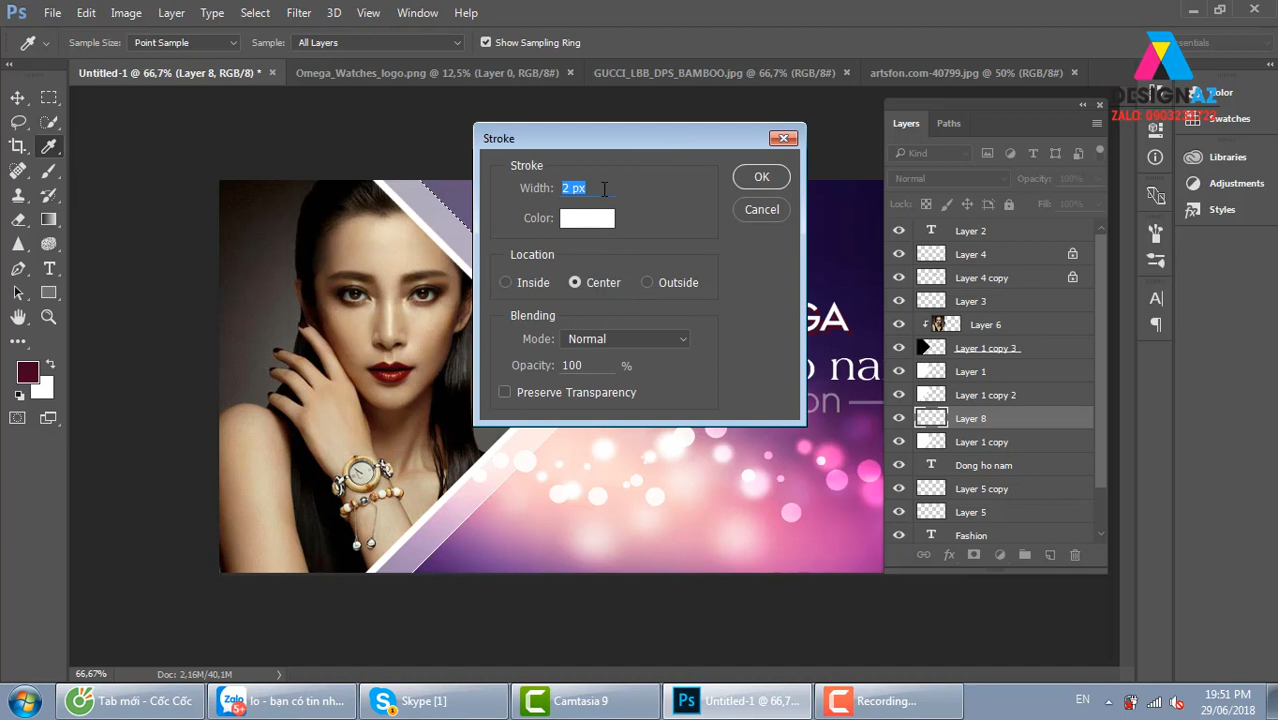 Ps File Edit Image Layer Type Select Filter 3D View Window Help
Sample Size: Point Sample Sample: All Layers Show Sampling Ring Essentials
Untitled-1 @ 66,7% (Layer 8, RGB/8) * Omega_Watches_logo.png @ 12,5% (Layer 0, RGB/8#) GUCCI_LBB_DPS_BAMBOO.jpg @ 66,7% (RGB/8#) artsfon.com-40799.jpg @ 50% (RGB/8#)
DESIGNAZ
Stroke
Stroke
Width: 2 px
Color:
OK
Cancel
Location
Inside Center Outside
Blending
Mode: Normal
Opacity: 100 %
Preserve Transparency
GA
o na
on
Layers Paths
Kind
Normal Opacity: 100%
Lock: Fill: 100%
T Layer 2
Layer 4
Layer 4 copy
Layer 3
Layer 6
Layer 1 copy 3
Layer 1
Layer 1 copy 2
Layer 8
Layer 1 copy
T Dong ho nam
Layer 5 copy
Layer 5
T Fashion
fx
Color
Swatches
Libraries
Adjustments
Styles
66,67% Doc: 2,16M/40,1M
Tab mới - Cốc Cốc
Zalo
S+
lo - bạn có tin nh...
Skype [1]
Camtasia 9
Ps Untitled-1 @ 66,7...
Recording...
EN
19:51 PM
29/06/2018